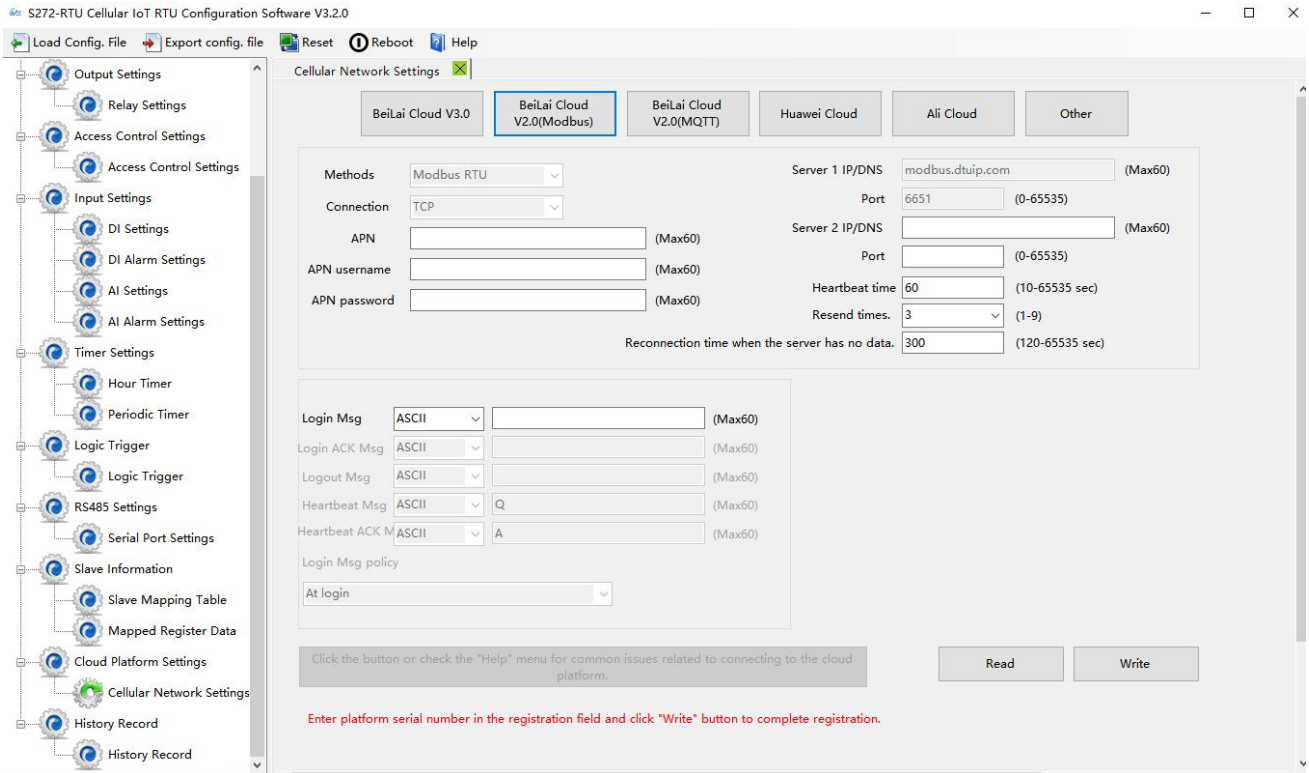 S272-RTU Cellular IoT RTU Configuration Software V3.2.0
Load Config. File Export config. file Reset Reboot Help
Output Settings
Relay Settings
Access Control Settings
Access Control Settings
Input Settings
DI Settings
DI Alarm Settings
AI Settings
AI Alarm Settings
Timer Settings
Hour Timer
Periodic Timer
Logic Trigger
Logic Trigger
RS485 Settings
Serial Port Settings
Slave Information
Slave Mapping Table
Mapped Register Data
Cloud Platform Settings
Cellular Network Settings
History Record
History Record
Cellular Network Settings
BeiLai Cloud V3.0
BeiLai Cloud
V2.0(Modbus)
BeiLai Cloud
V2.0(MQTT)
Huawei Cloud
Ali Cloud
Other
Methods Modbus RTU
Connection TCP
APN (Max60)
APN username (Max60)
APN password (Max60)
Server 1 IP/DNS modbus.dtuip.com (Max60)
Port 6651 (0-65535)
Server 2 IP/DNS (Max60)
Port (0-65535)
Heartbeat time 60 (10-65535 sec)
Resend times. 3 (1-9)
Reconnection time when the server has no data. 300 (120-65535 sec)
Login Msg ASCII (Max60)
Login ACK Msg ASCII (Max60)
Logout Msg ASCII (Max60)
Heartbeat Msg ASCII Q (Max60)
Heartbeat ACK M ASCII A (Max60)
Login Msg policy
At login
Click the button or check the "Help" menu for common issues related to connecting to the cloud
platform.
Read
Write
Enter platform serial number in the registration field and click "Write" button to complete registration.